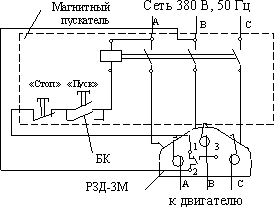 Магнитный
пускатель
Сеть 380 В, 50 Гц
А В С
«Стоп» «Пуск»
БК
1 3
2
РЗД-3М
А В С
к двигателю